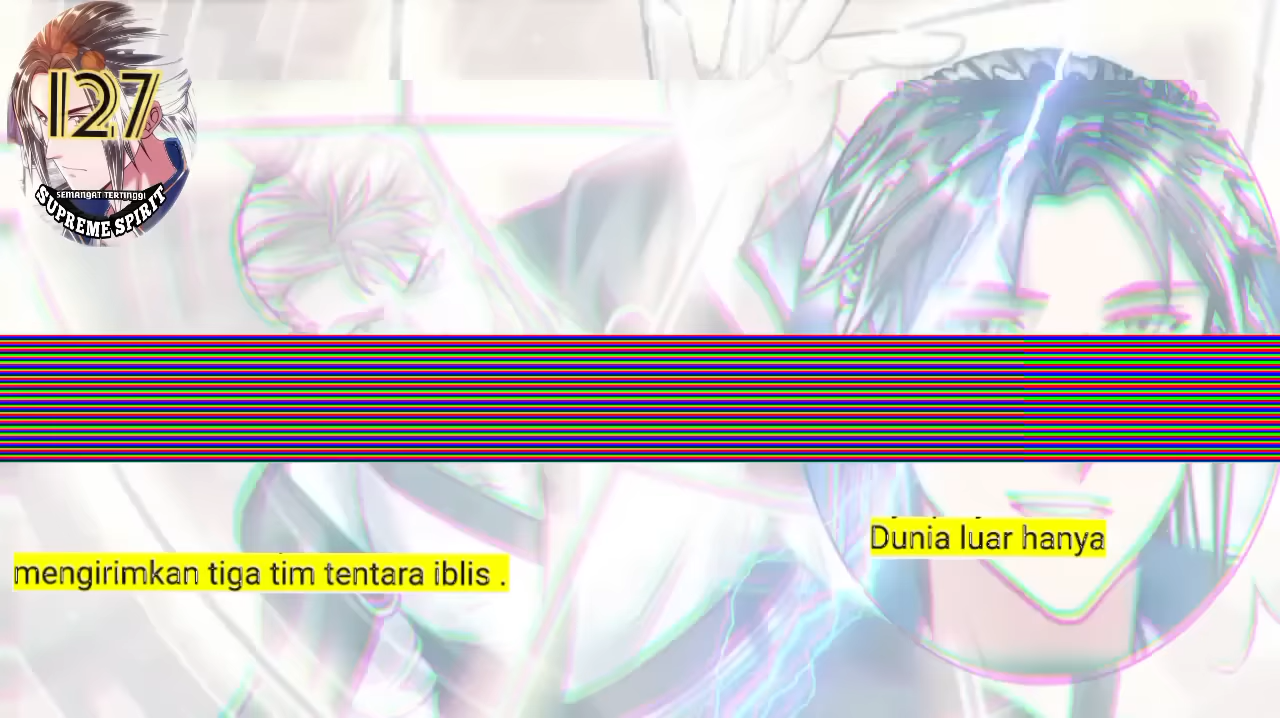 127
SEMANGAT TERTINGGI
SUPREME SPIRIT
Dunia luar hanya
mengirimkan tiga tim tentara iblis .